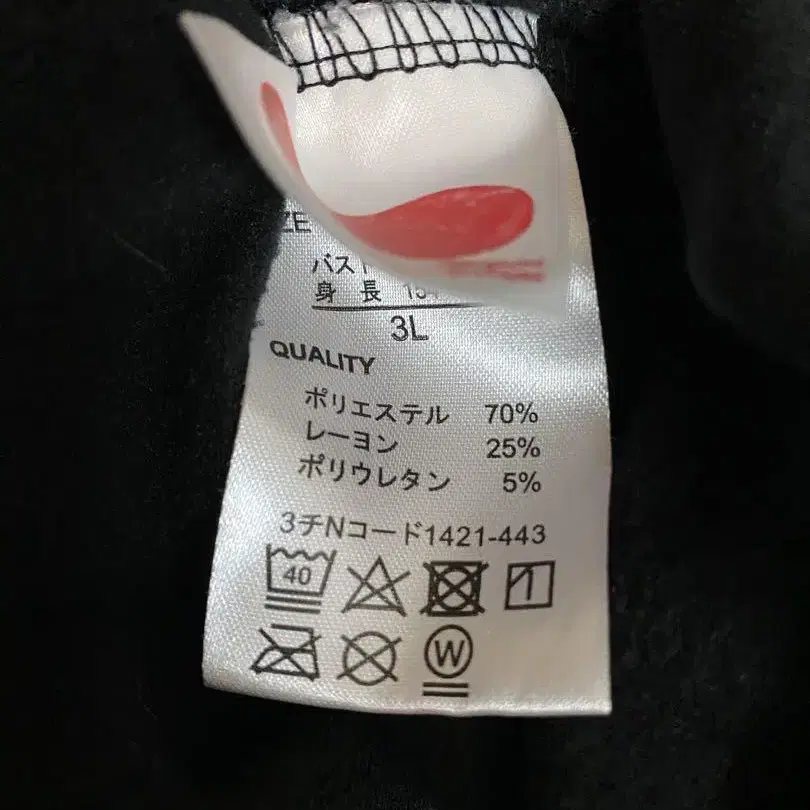 バスト
身 長
3L
QUALITY
ポリエステル 70%
レーヨン 25%
ポリウレタン 5%
3チNコード1421-443
40
W